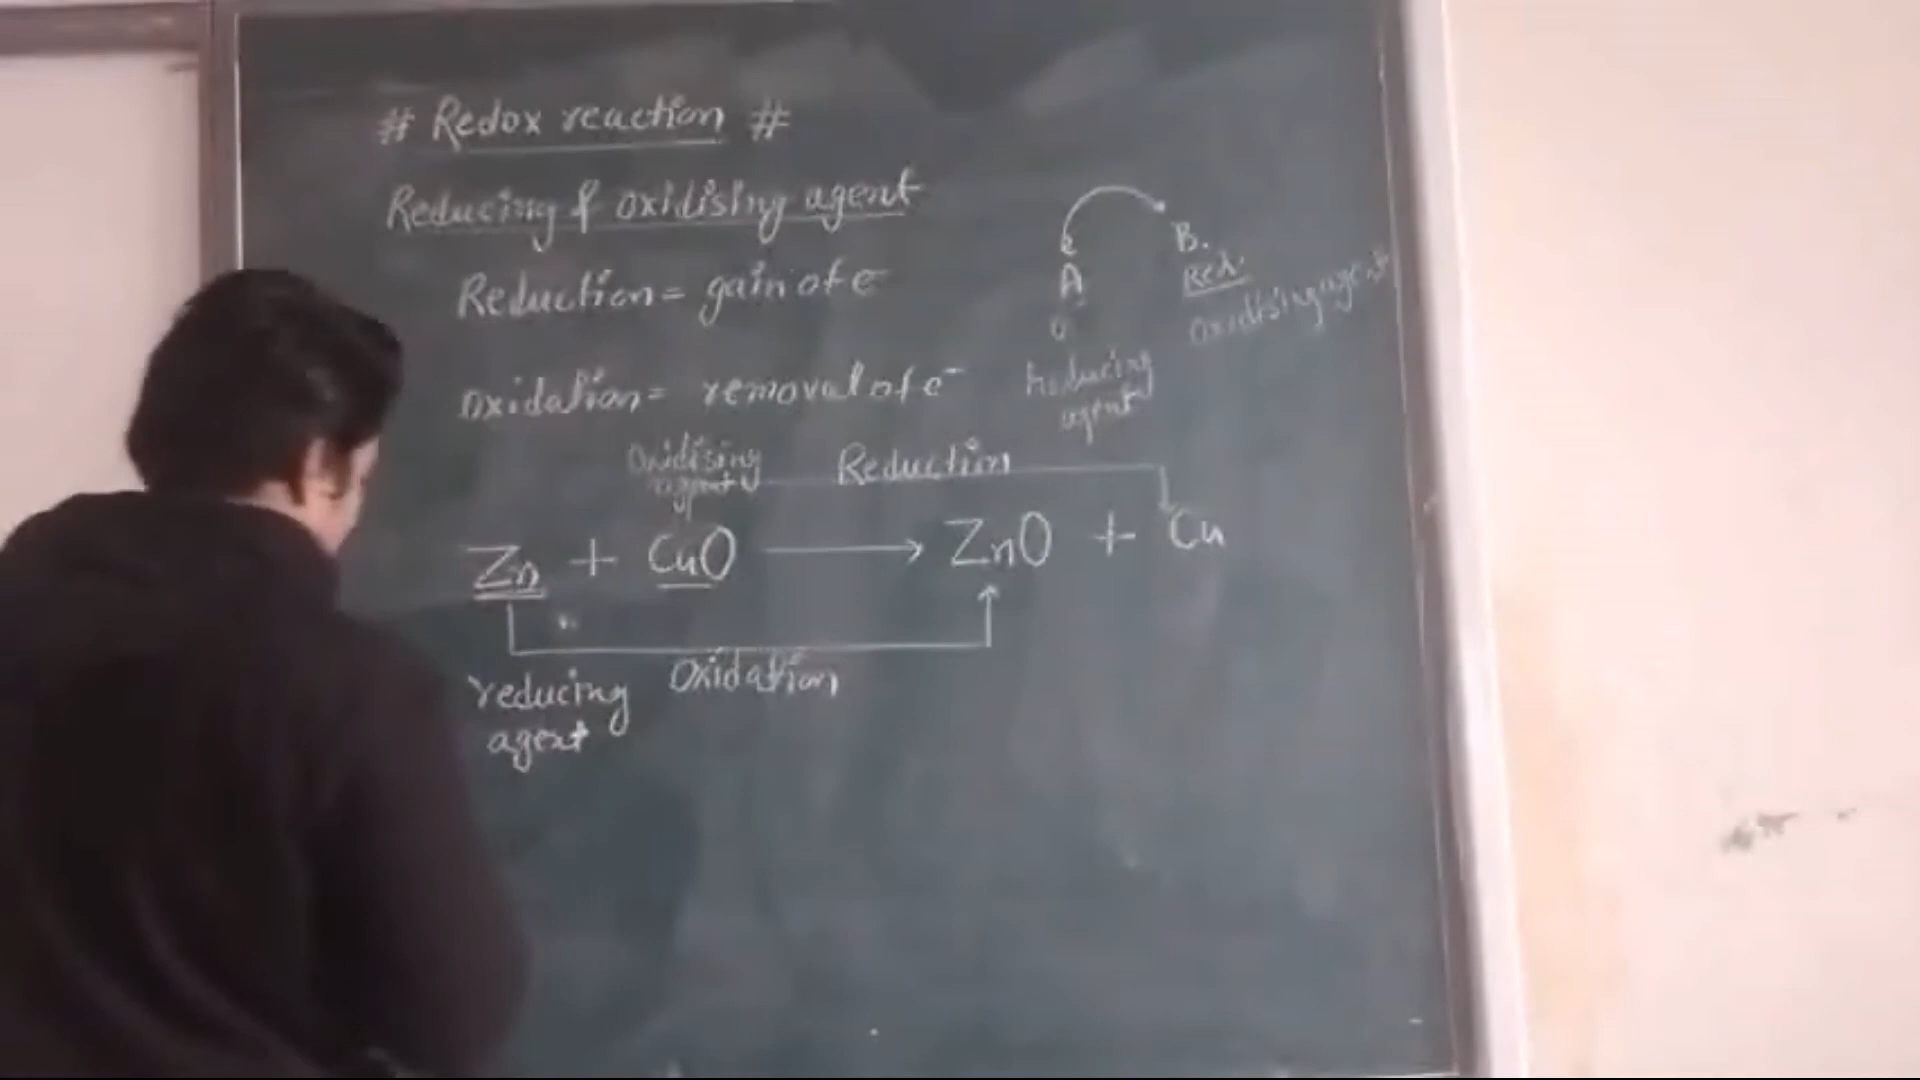 # Redox reaction #
Reducing & oxidising agent
Reduction = gain of e
oxidation = removal of e⁻
e
A
B.
Red.
oxidising agent
reducing
agent
Oxidising
agent
Reduction
Zn + CuO → ZnO + Cu
Oxidation
reducing
agent